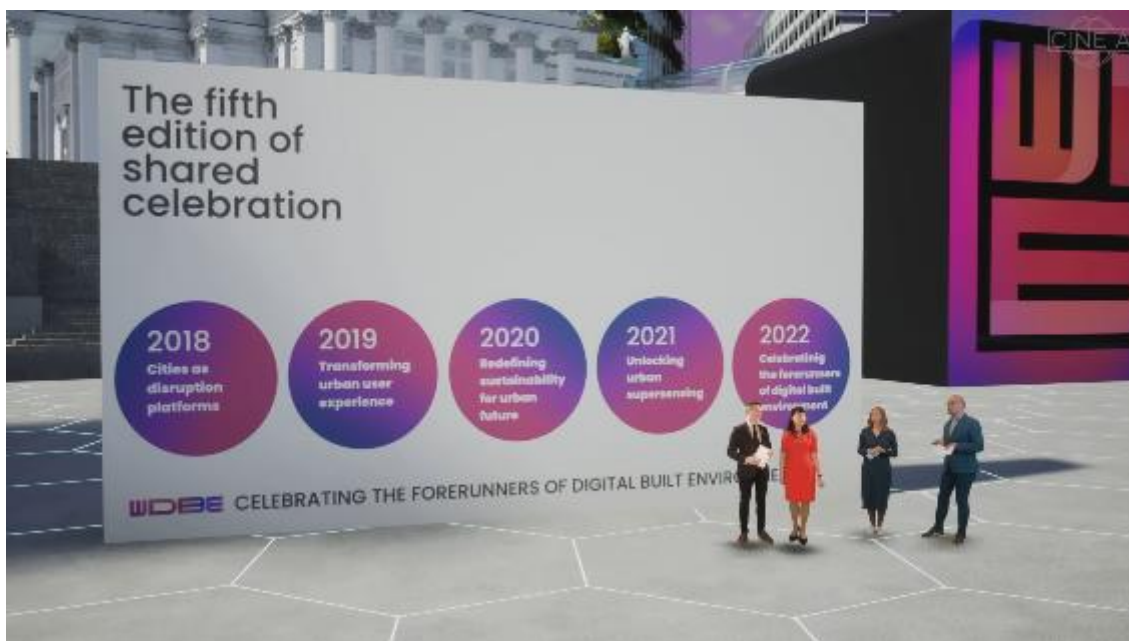 The fifth
edition of
shared
celebration
2018
Cities as
disruption
platforms
2019
Transforming
urban user
experience
2020
Redefining
sustainability
for urban
future
2021
Unlocking
urban
supersensing
2022
Celebratinig
the forerunners
of digital built
environment
WDBE CELEBRATING THE FORERUNNERS OF DIGITAL BUILT
CINE